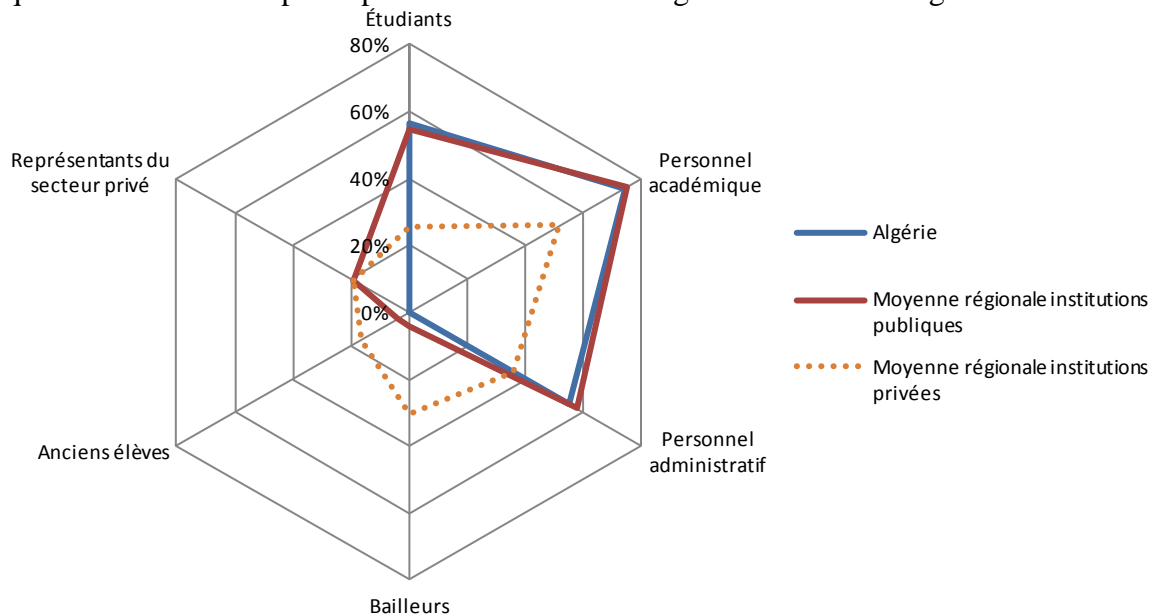 Étudiants
80%
60%
40%
20%
0%
Personnel
académique
Personnel
administratif
Bailleurs
Anciens élèves
Représentants du
secteur privé
Algérie
Moyenne régionale institutions
publiques
Moyenne régionale institutions
privées